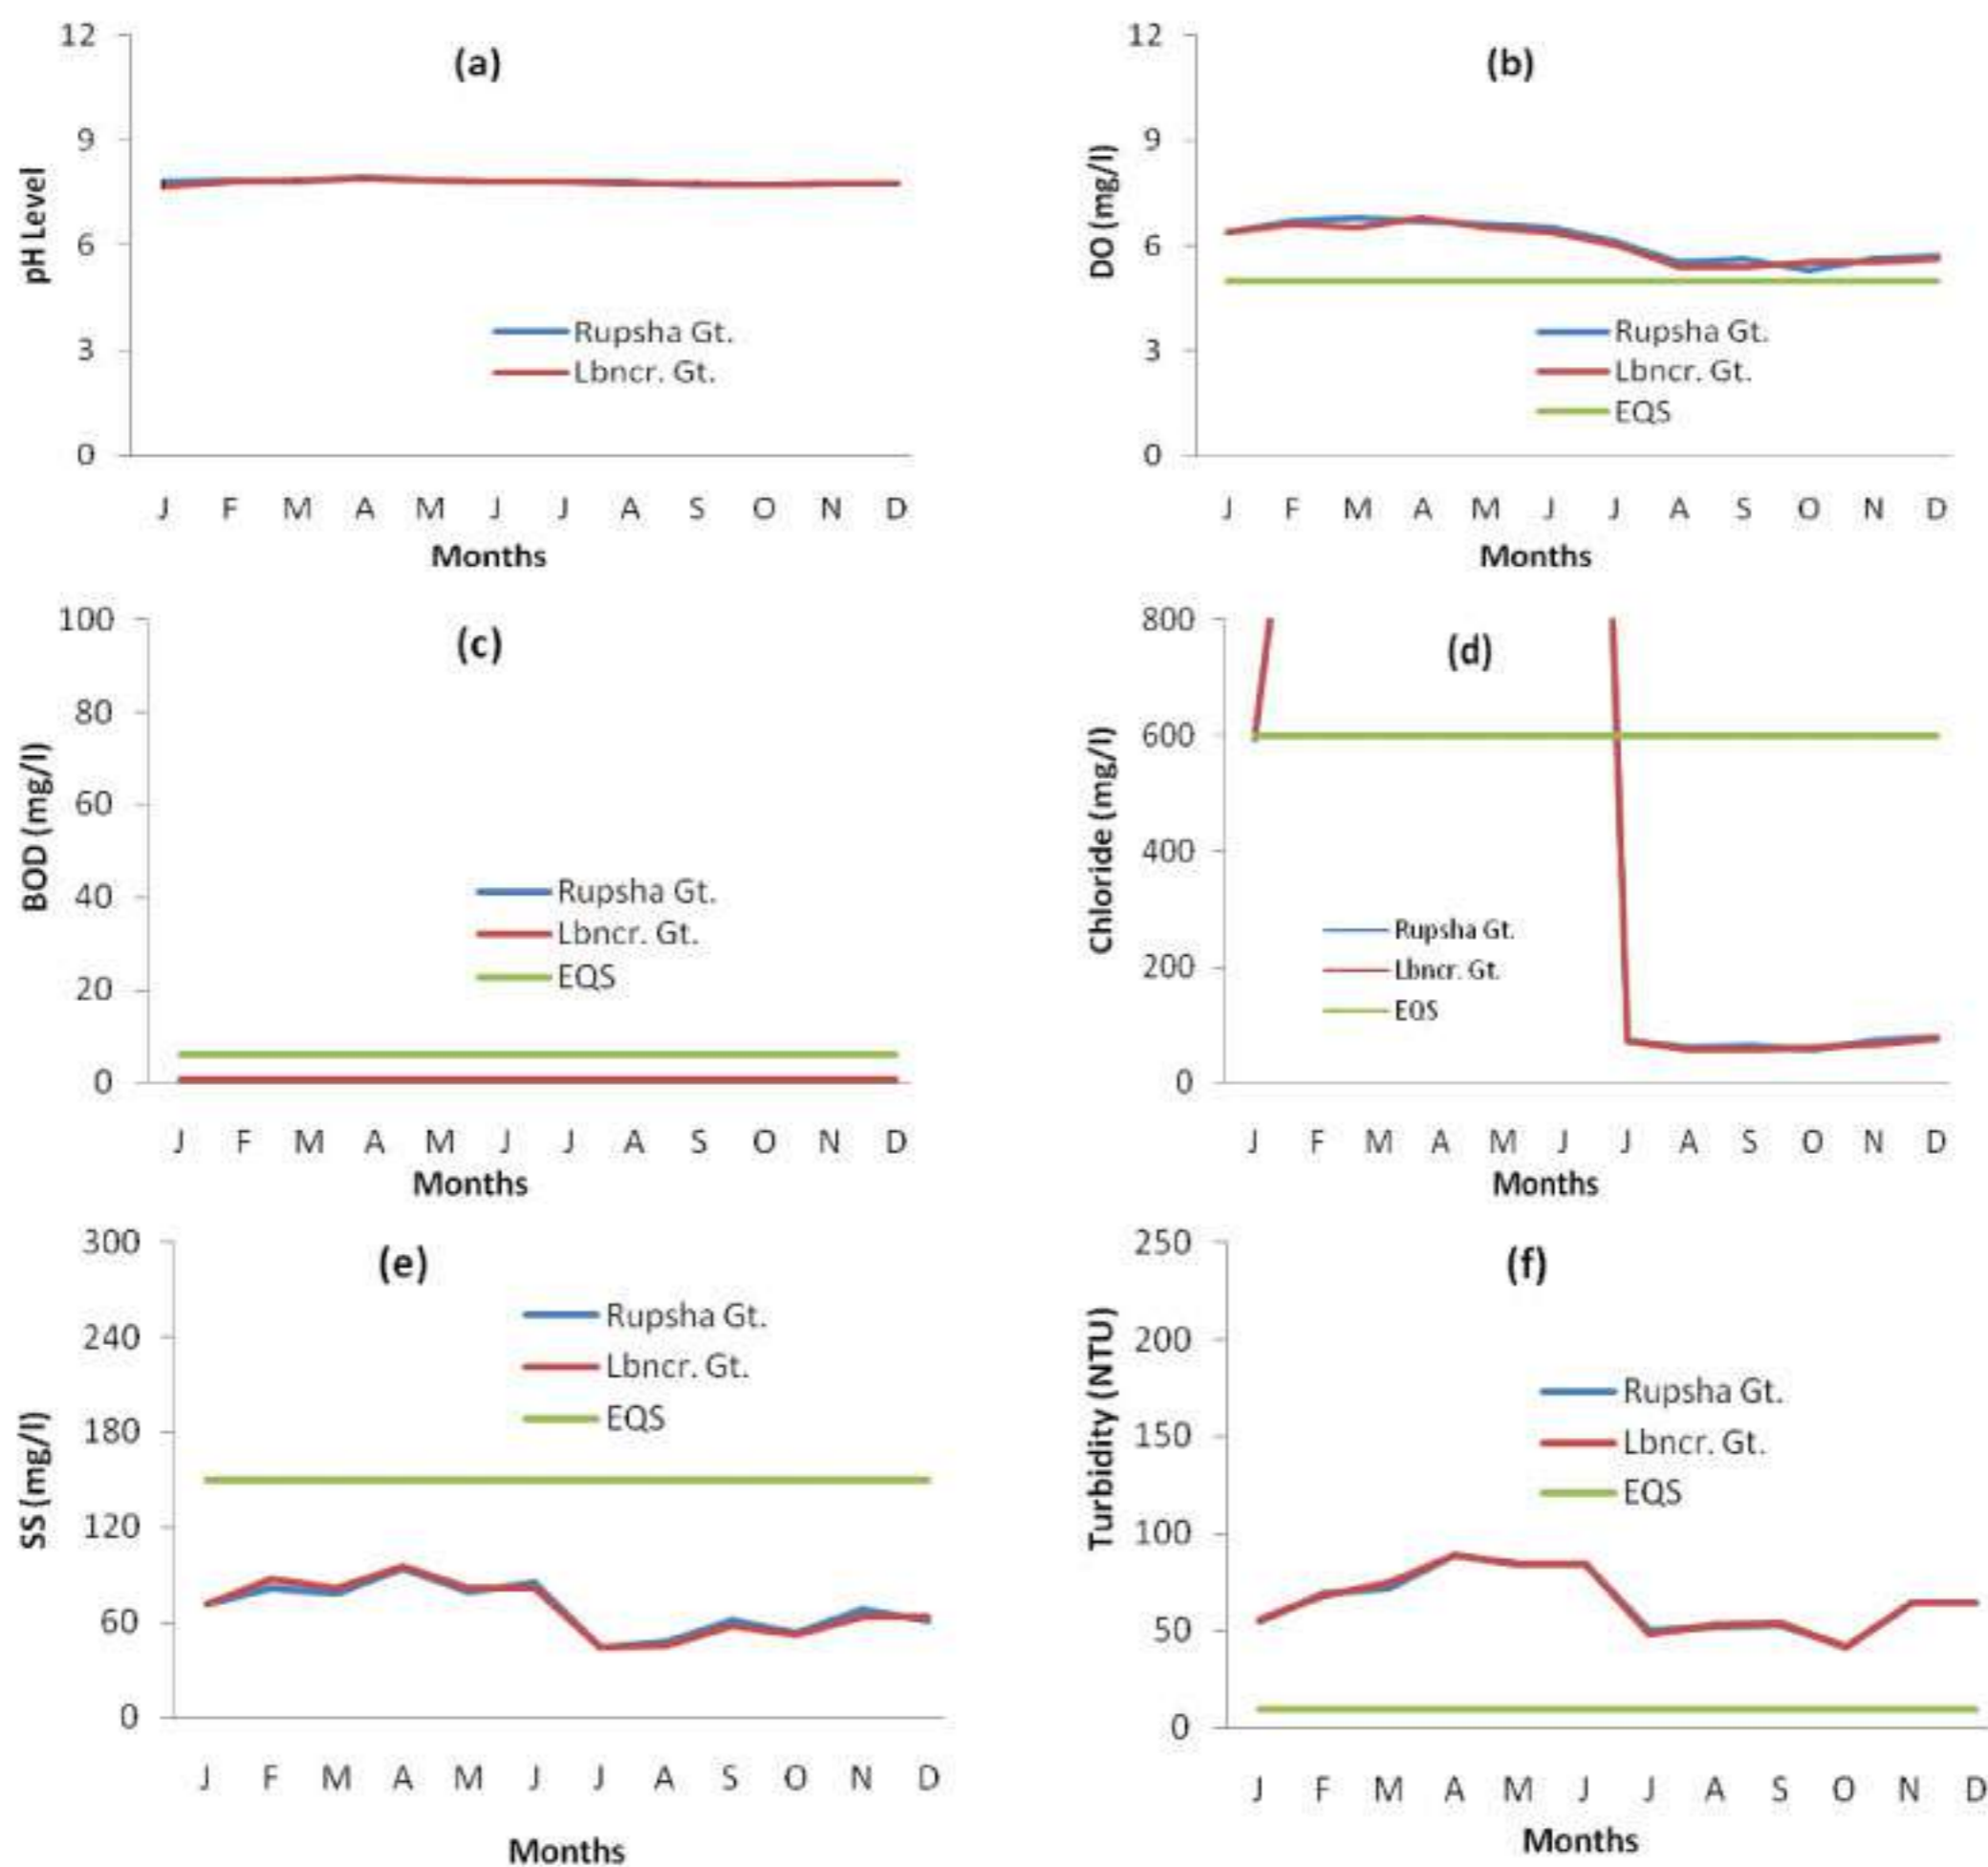 (a)
pH Level
12
9
6
3
0
Rupsha Gt.
Lbncr. Gt.
J F M A M J J A S O N D
Months
(b)
DO (mg/l)
12
9
6
3
0
Rupsha Gt.
Lbncr. Gt.
EQS
J F M A M J J A S O N D
Months
(c)
BOD (mg/l)
100
80
60
40
20
0
Rupsha Gt.
Lbncr. Gt.
EQS
J F M A M J J A S O N D
Months
(d)
Chloride (mg/l)
800
600
400
200
0
Rupsha Gt.
Lbncr. Gt.
EQS
J F M A M J J A S O N D
Months
(e)
SS (mg/l)
300
240
180
120
60
0
Rupsha Gt.
Lbncr. Gt.
EQS
J F M A M J J A S O N D
Months
(f)
Turbidity (NTU)
250
200
150
100
50
0
Rupsha Gt.
Lbncr. Gt.
EQS
J F M A M J J A S O N D
Months